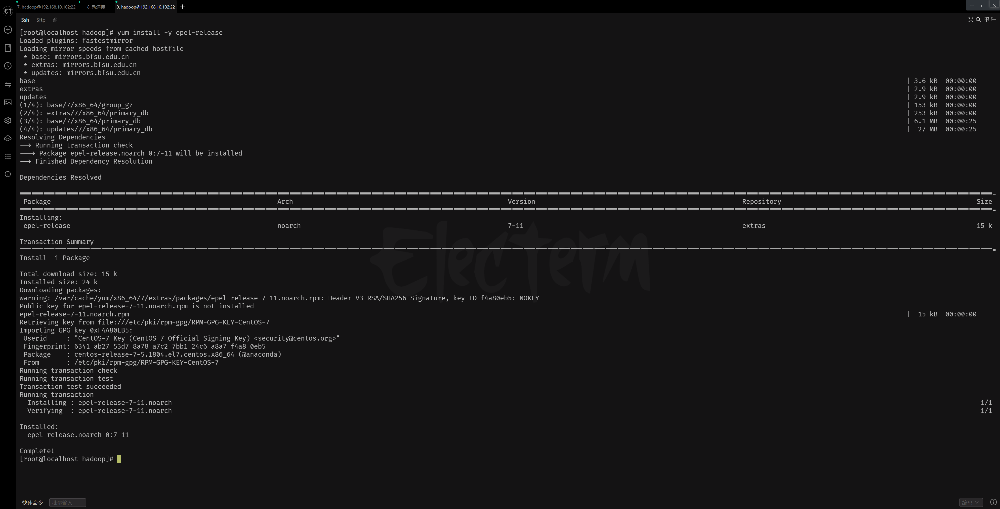 7. hadoop@192.168.10.102:22 8. 新连接 9. hadoop@192.168.10.102:22
Ssh Sftp
[root@localhost hadoop]# yum install -y epel-release
Loaded plugins: fastestmirror
Loading mirror speeds from cached hostfile
* base: mirrors.bfsu.edu.cn
* extras: mirrors.bfsu.edu.cn
* updates: mirrors.bfsu.edu.cn
base | 3.6 kB 00:00:00
extras | 2.9 kB 00:00:00
updates | 2.9 kB 00:00:00
(1/4): base/7/x86_64/group_gz | 153 kB 00:00:00
(2/4): extras/7/x86_64/primary_db | 253 kB 00:00:00
(3/4): base/7/x86_64/primary_db | 6.1 MB 00:00:25
(4/4): updates/7/x86_64/primary_db | 27 MB 00:00:25
Resolving Dependencies
--> Running transaction check
---> Package epel-release.noarch 0:7-11 will be installed
--> Finished Dependency Resolution
Dependencies Resolved
Package Arch Version Repository Size
Installing:
epel-release noarch 7-11 extras 15 k
Transaction Summary
Install 1 Package
Total download size: 15 k
Installed size: 24 k
Downloading packages:
warning: /var/cache/yum/x86_64/7/extras/packages/epel-release-7-11.noarch.rpm: Header V3 RSA/SHA256 Signature, key ID f4a80eb5: NOKEY
Public key for epel-release-7-11.noarch.rpm is not installed
epel-release-7-11.noarch.rpm | 15 kB 00:00:00
Retrieving key from file:///etc/pki/rpm-gpg/RPM-GPG-KEY-CentOS-7
Importing GPG key 0xF4A80EB5:
Userid : "CentOS-7 Key (CentOS 7 Official Signing Key) <security@centos.org>"
Fingerprint: 6341 ab27 53d7 8a78 a7c2 7bb1 24c6 a8a7 f4a8 0eb5
Package : centos-release-7-5.1804.el7.centos.x86_64 (@anaconda)
From : /etc/pki/rpm-gpg/RPM-GPG-KEY-CentOS-7
Running transaction check
Running transaction test
Transaction test succeeded
Running transaction
Installing : epel-release-7-11.noarch 1/1
Verifying : epel-release-7-11.noarch 1/1
Installed:
epel-release.noarch 0:7-11
Complete!
[root@localhost hadoop]#
Electerm
快速命令 批量输入 编码